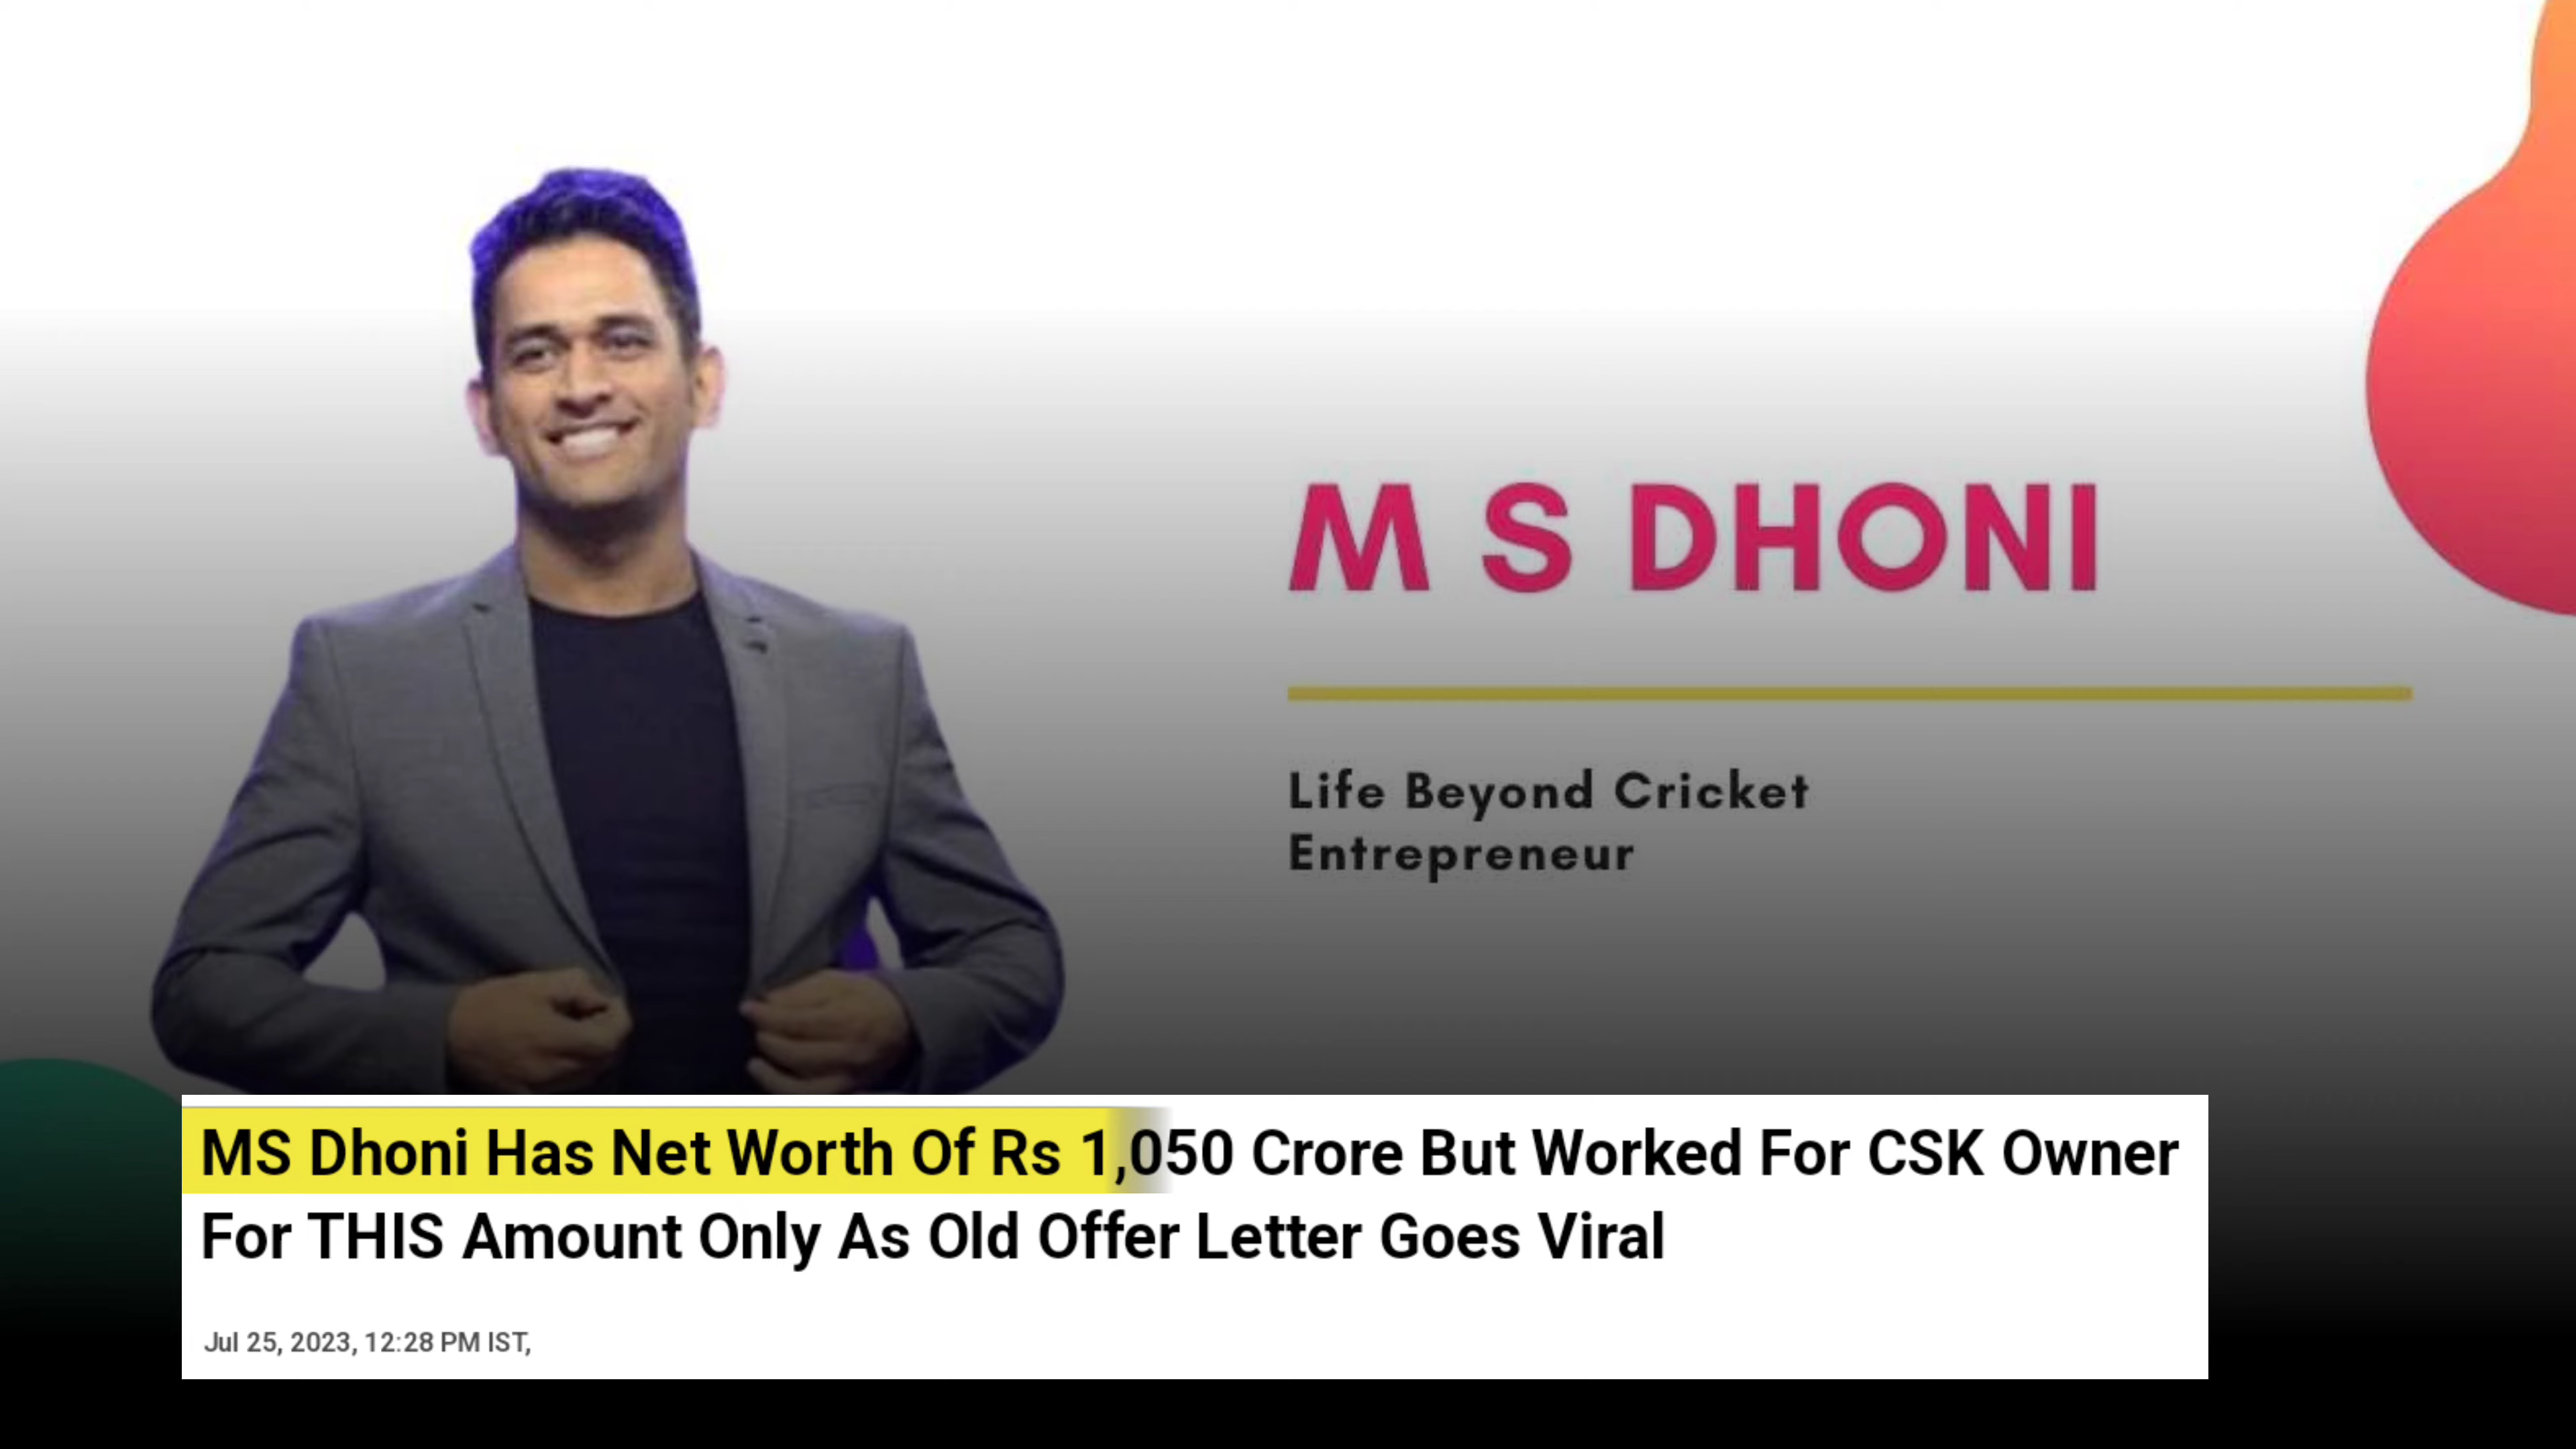 M S DHONI
Life Beyond Cricket
Entrepreneur
MS Dhoni Has Net Worth Of Rs 1,050 Crore But Worked For CSK Owner
For THIS Amount Only As Old Offer Letter Goes Viral
Jul 25, 2023, 12:28 PM IST,